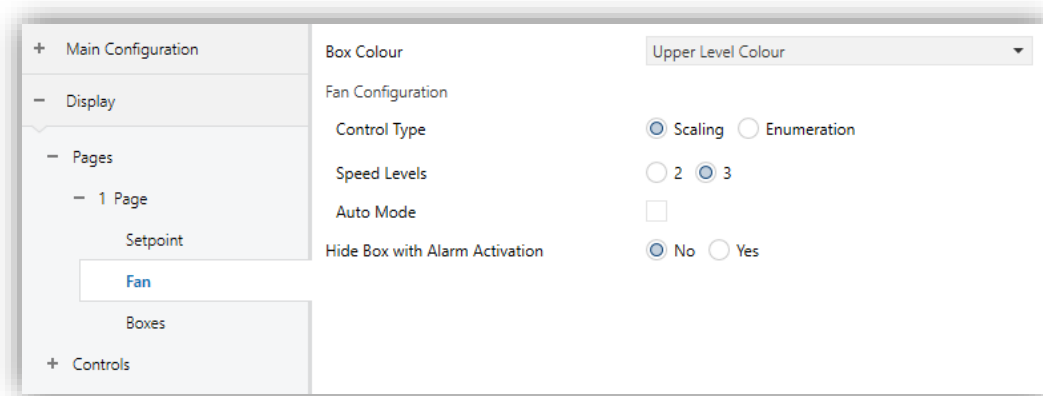 + Main Configuration
− Display
− Pages
− 1 Page
Setpoint
Fan
Boxes
+ Controls
Box Colour Upper Level Colour
Fan Configuration
Control Type Scaling Enumeration
Speed Levels 2 3
Auto Mode
Hide Box with Alarm Activation No Yes